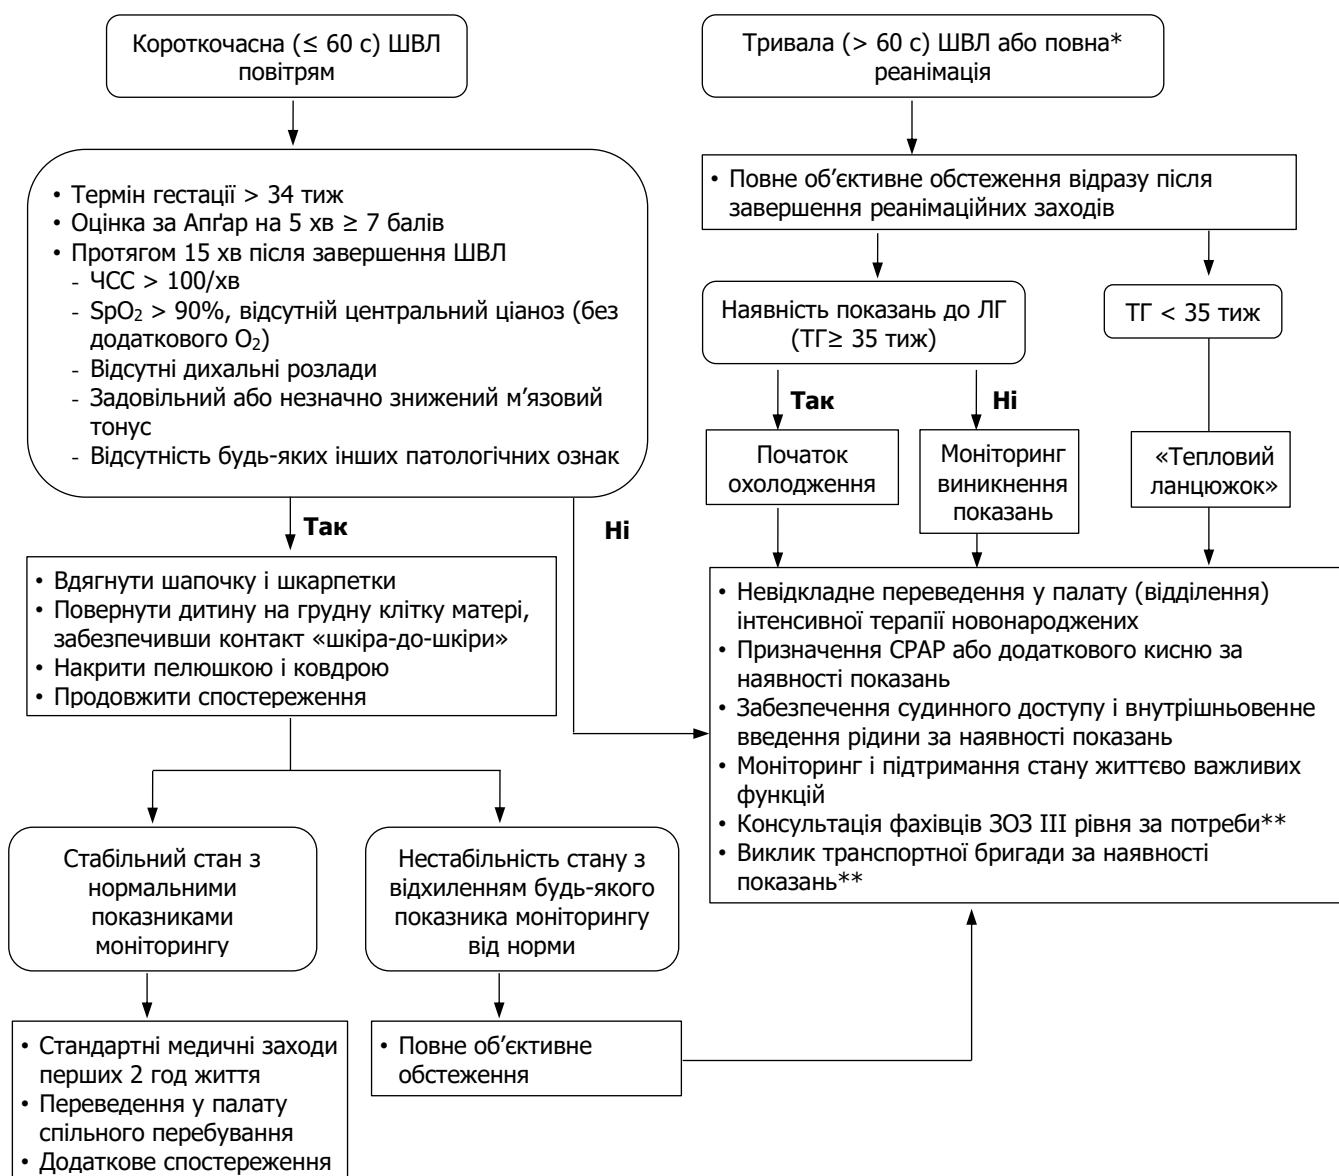 Короткочасна (≤ 60 с) ШВЛ
повітрям
Тривала (> 60 с) ШВЛ або повна*
реанімація
• Термін гестації > 34 тиж
• Оцінка за Апґар на 5 хв ≥ 7 балів
• Протягом 15 хв після завершення ШВЛ
- ЧСС > 100/хв
- SpO₂ > 90%, відсутній центральний ціаноз (без
додаткового O₂)
- Відсутні дихальні розлади
- Задовільний або незначно знижений м’язовий
тонус
- Відсутність будь-яких інших патологічних ознак
• Повне об’єктивне обстеження відразу після
завершення реанімаційних заходів
Наявність показань до ЛГ
(ТГ≥ 35 тиж)
ТГ < 35 тиж
Так
Ні
Початок
охолодження
Моніторинг
виникнення
показань
«Тепловий
ланцюжок»
Так
Ні
• Вдягнути шапочку і шкарпетки
• Повернути дитину на грудну клітку матері,
забезпечивши контакт «шкіра-до-шкіри»
• Накрити пелюшкою і ковдрою
• Продовжити спостереження
• Невідкладне переведення у палату (відділення)
інтенсивної терапії новонароджених
• Призначення СРАР або додаткового кисню за
наявності показань
• Забезпечення судинного доступу і внутрішньовенне
введення рідини за наявності показань
• Моніторинг і підтримання стану життєво важливих
функцій
• Консультація фахівців ЗОЗ III рівня за потреби**
• Виклик транспортної бригади за наявності
показань**
Стабільний стан з
нормальними
показниками
моніторингу
Нестабільність стану з
відхиленням будь-якого
показника моніторингу
від норми
• Стандартні медичні заходи
перших 2 год життя
• Переведення у палату
спільного перебування
• Додаткове спостереження
• Повне об’єктивне
обстеження